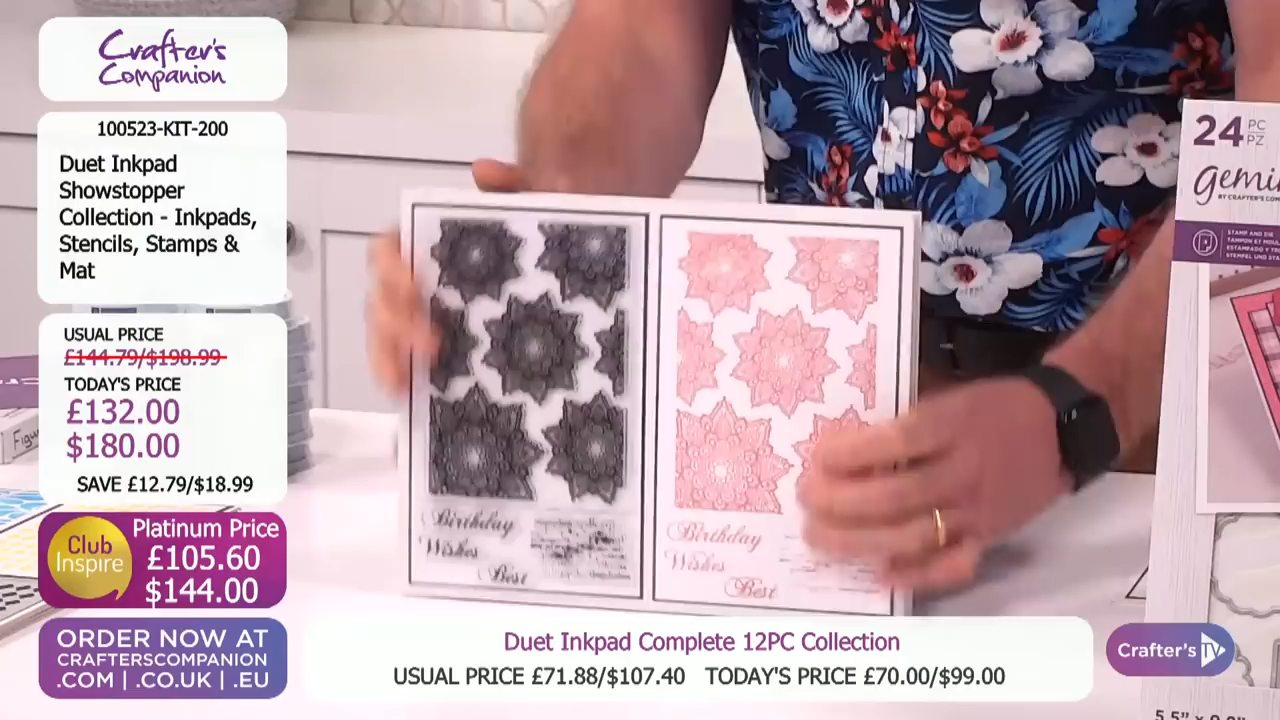 Crafter's
Companion
100523-KIT-200
Duet Inkpad
Showstopper
Collection - Inkpads,
Stencils, Stamps &
Mat
USUAL PRICE
£144.79/$198.99
TODAY'S PRICE
£132.00
$180.00
SAVE £12.79/$18.99
Club
Inspire
Platinum Price
£105.60
$144.00
ORDER NOW AT
CRAFTERSCOMPANION
.COM | .CO.UK | .EU
Birthday
Wishes
Best
Birthday
Wishes
Best
24 PC
PZ
STAMP AND DIE
Duet Inkpad Complete 12PC Collection
USUAL PRICE £71.88/$107.40 TODAY'S PRICE £70.00/$99.00
Crafter's TV